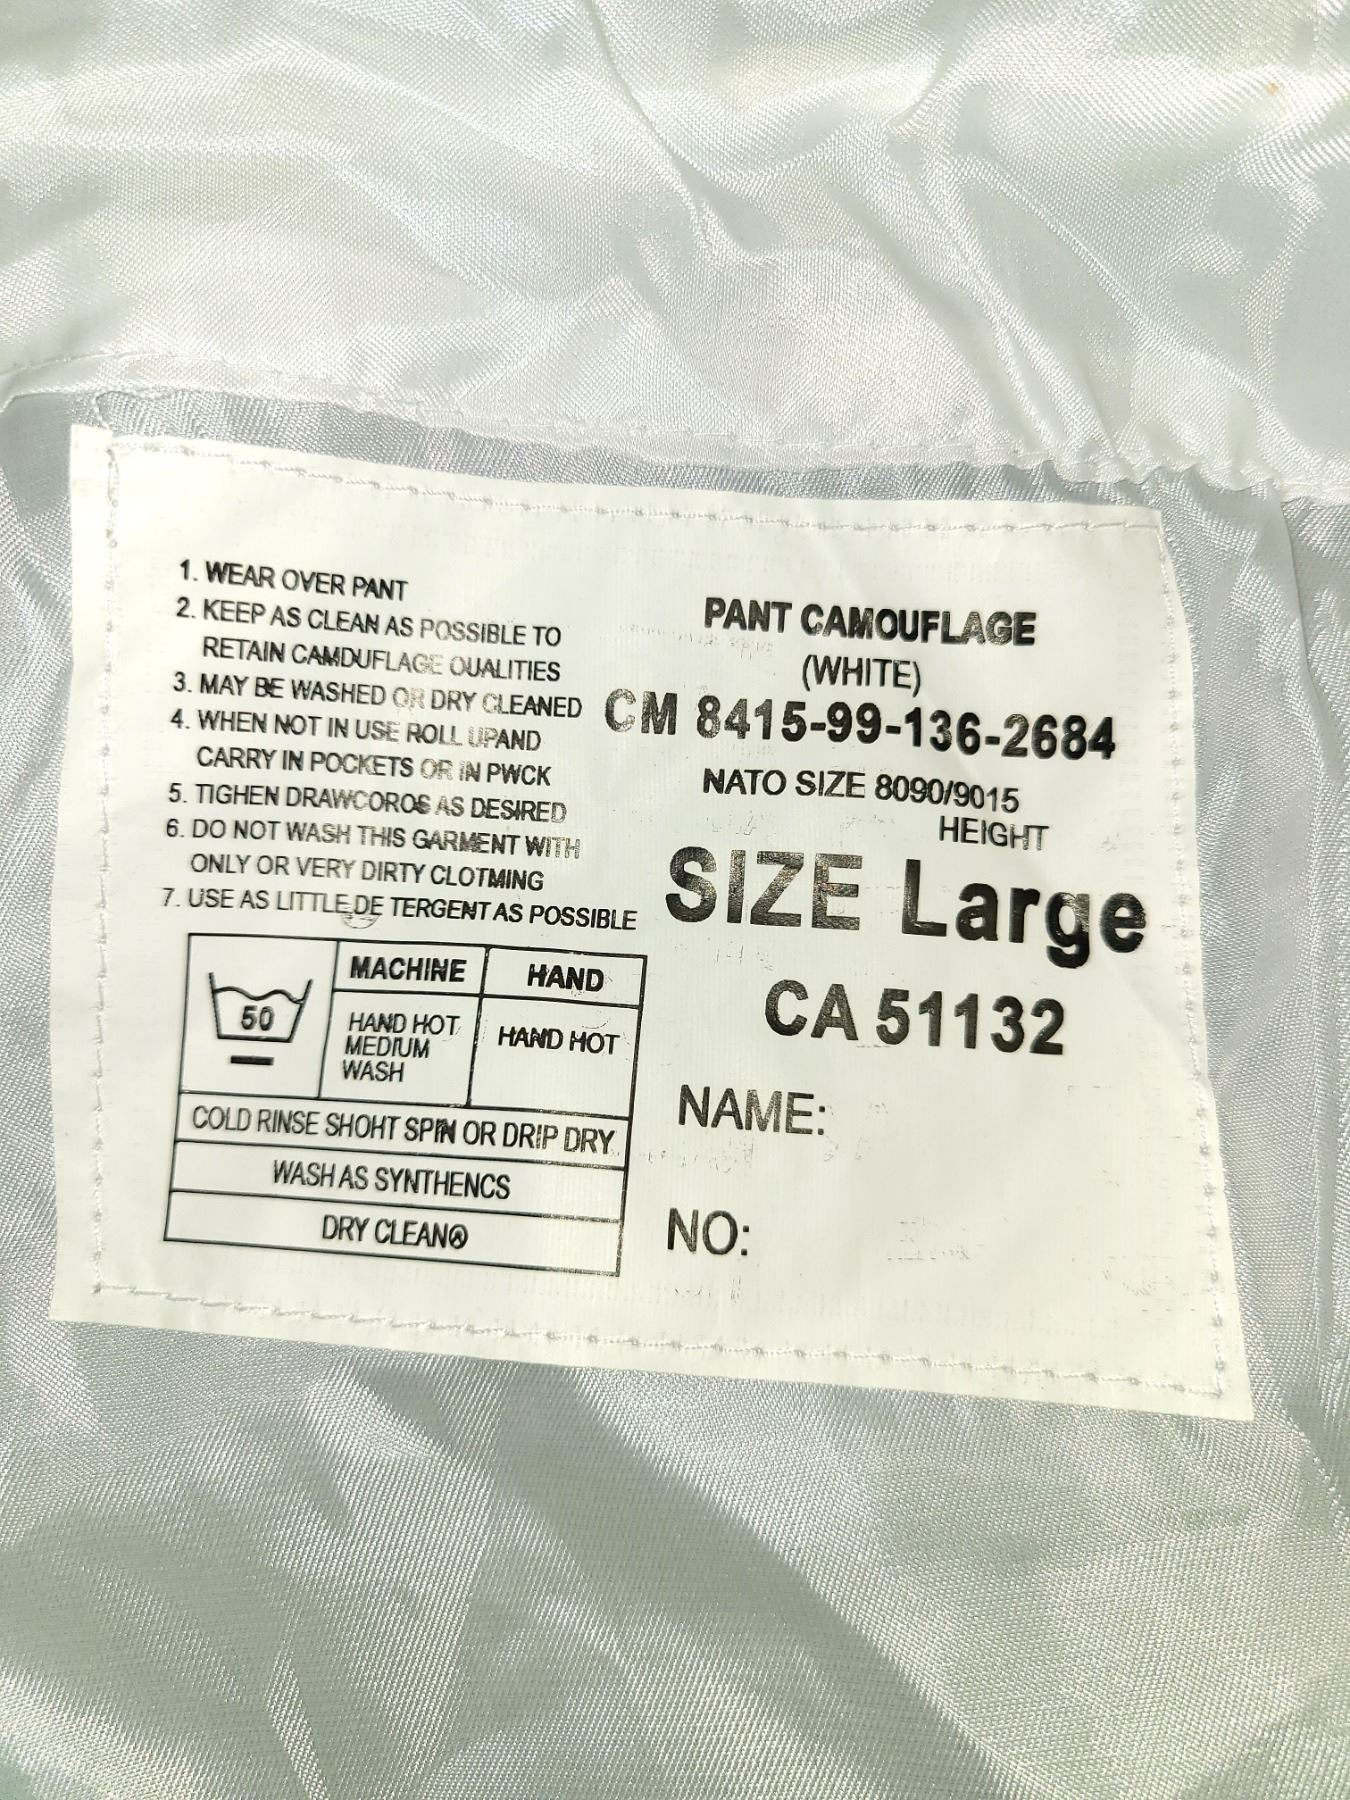 1. WEAR OVER PANT
2. KEEP AS CLEAN AS POSSIBLE TO
RETAIN CAMDUFLAGE OUALITIES
3. MAY BE WASHED OR DRY CLEANED
4. WHEN NOT IN USE ROLL UPAND
CARRY IN POCKETS OR IN PWCK
5. TIGHEN DRAWCOROS AS DESIRED
6. DO NOT WASH THIS GARMENT WITH
ONLY OR VERY DIRTY CLOTMING
7. USE AS LITTLE DE TERGENT AS POSSIBLE
50
MACHINE
HAND
HAND HOT
MEDIUM
WASH
HAND HOT
COLD RINSE SHOHT SPIN OR DRIP DRY
WASH AS SYNTHENCS
DRY CLEANⓐ
PANT CAMOUFLAGE
(WHITE)
CM 8415-99-136-2684
NATO SIZE 8090/9015
HEIGHT
SIZE Large
CA 51132
NAME:
NO: